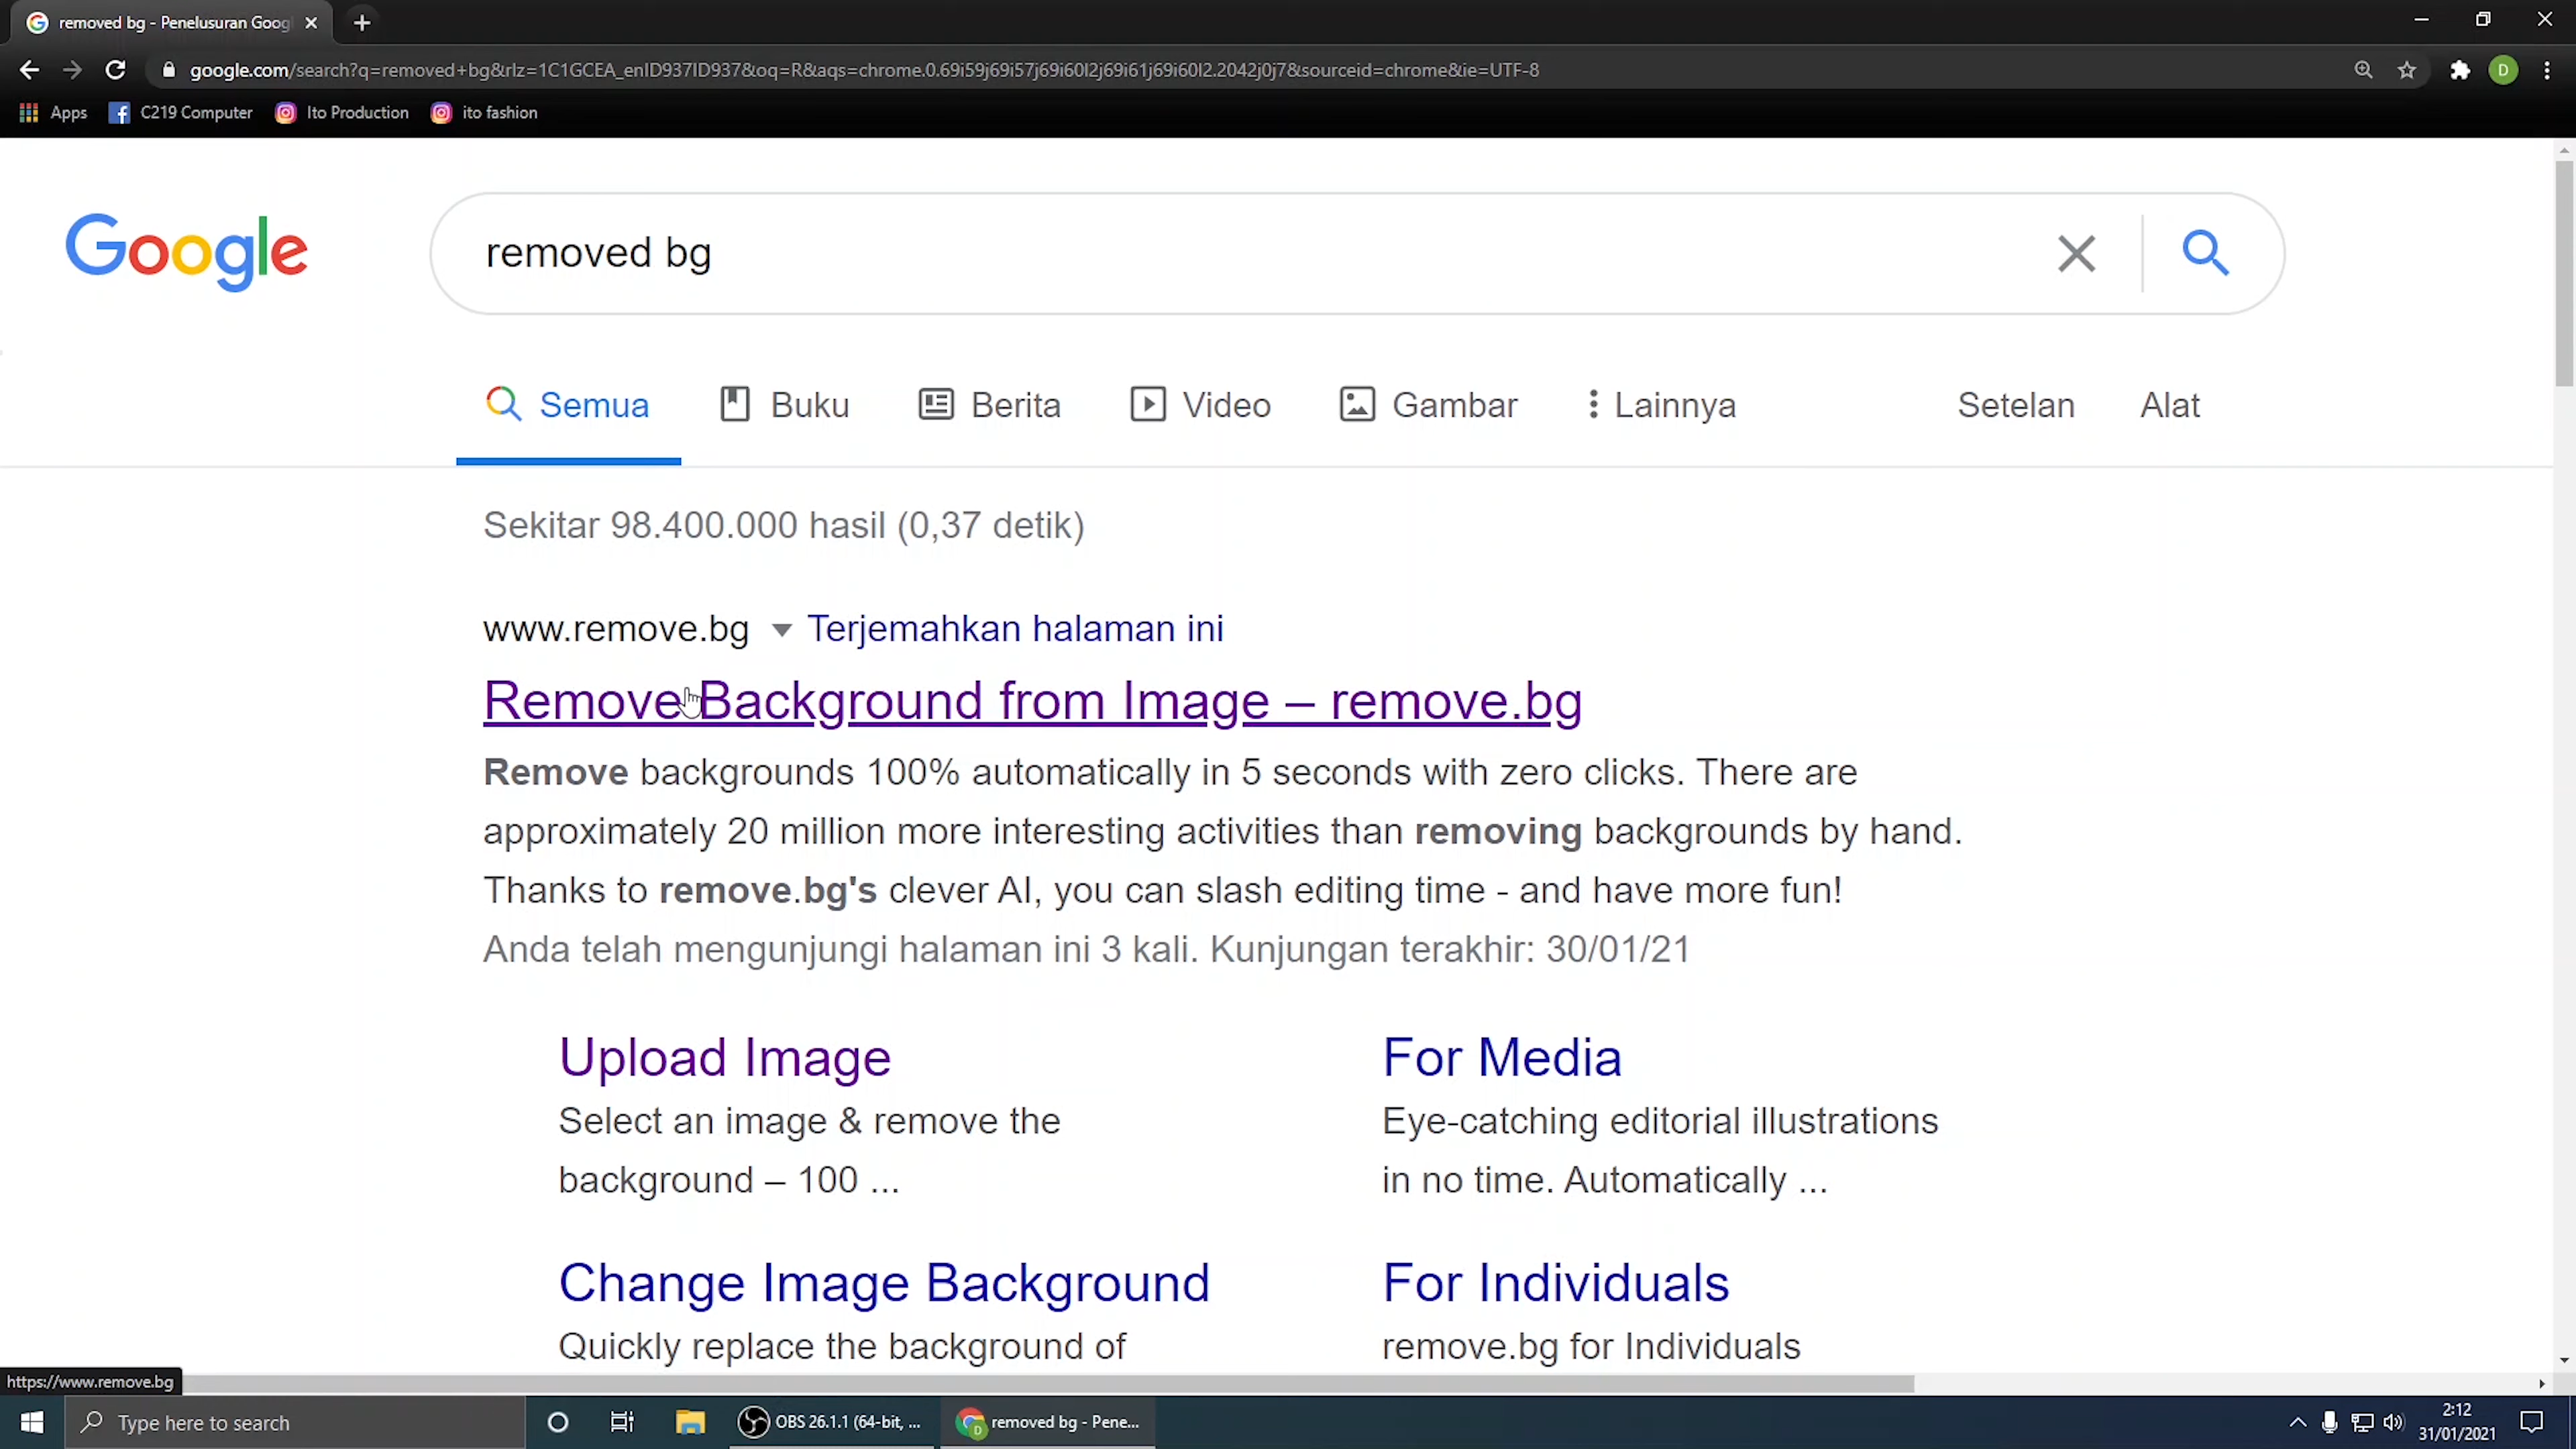 removed bg - Penelusuran Goog
google.com/search?q=removed+bg&rlz=1C1GCEA_enID937ID937&oq=R&aqs=chrome.0.69i59j69i57j69i60l2j69i61j69i60l2.2042j0j7&sourceid=chrome&ie=UTF-8
D
Apps C219 Computer Ito Production ito fashion
Google
removed bg
Semua Buku Berita Video Gambar Lainnya Setelan Alat
Sekitar 98.400.000 hasil (0,37 detik)
www.remove.bg Terjemahkan halaman ini
Remove Background from Image – remove.bg
Remove backgrounds 100% automatically in 5 seconds with zero clicks. There are
approximately 20 million more interesting activities than removing backgrounds by hand.
Thanks to remove.bg's clever AI, you can slash editing time - and have more fun!
Anda telah mengunjungi halaman ini 3 kali. Kunjungan terakhir: 30/01/21
Upload Image
Select an image & remove the
background – 100 ...
For Media
Eye-catching editorial illustrations
in no time. Automatically ...
Change Image Background
Quickly replace the background of
For Individuals
remove.bg for Individuals
https://www.remove.bg
Type here to search
OBS 26.1.1 (64-bit, ...
D
removed bg - Pene...
2:12
31/01/2021